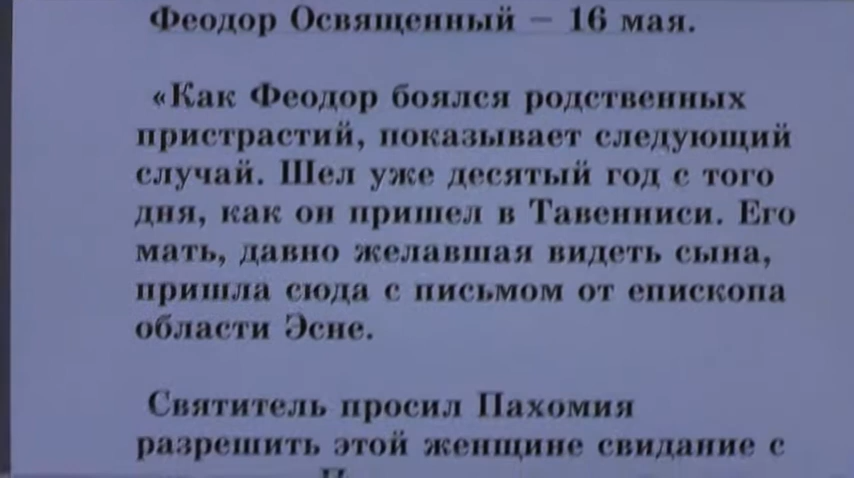 Феодор Освященный – 16 мая.
«Как Феодор боялся родственных
пристрастий, показывает следующий
случай. Шел уже десятый год с того
дня, как он пришел в Тавенниси. Его
мать, давно желавшая видеть сына,
пришла сюда с письмом от епископа
области Эсне.
Святитель просил Пахомия
разрешить этой женщине свидание с